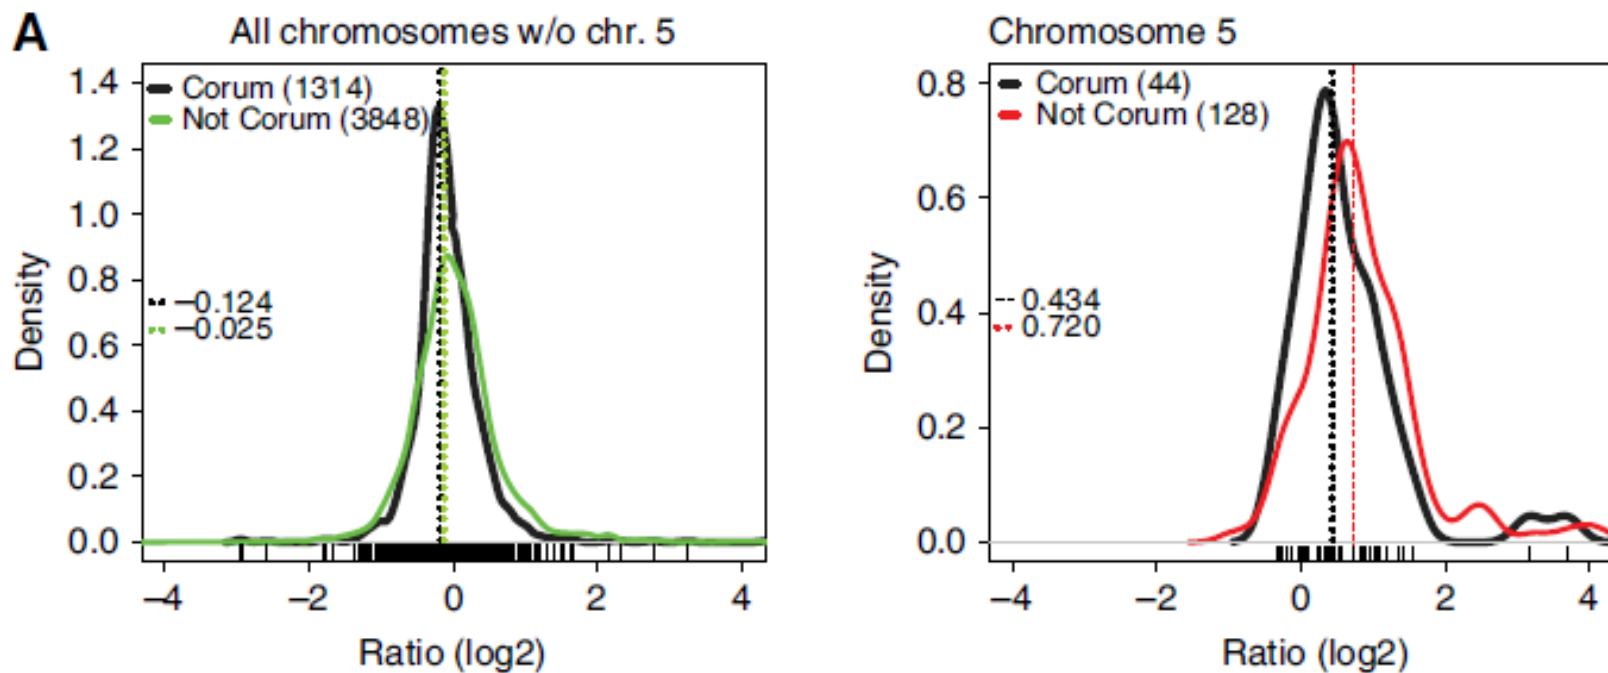 A
All chromosomes w/o chr. 5
1.4
1.2
1.0
0.8
0.6
0.4
0.2
0.0
Density
Corum (1314)
Not Corum (3848)
−0.124
−0.025
−4 −2 0 2 4
Ratio (log2)
Chromosome 5
0.8
0.6
0.4
0.2
0.0
Density
Corum (44)
Not Corum (128)
0.434
0.720
−4 −2 0 2 4
Ratio (log2)